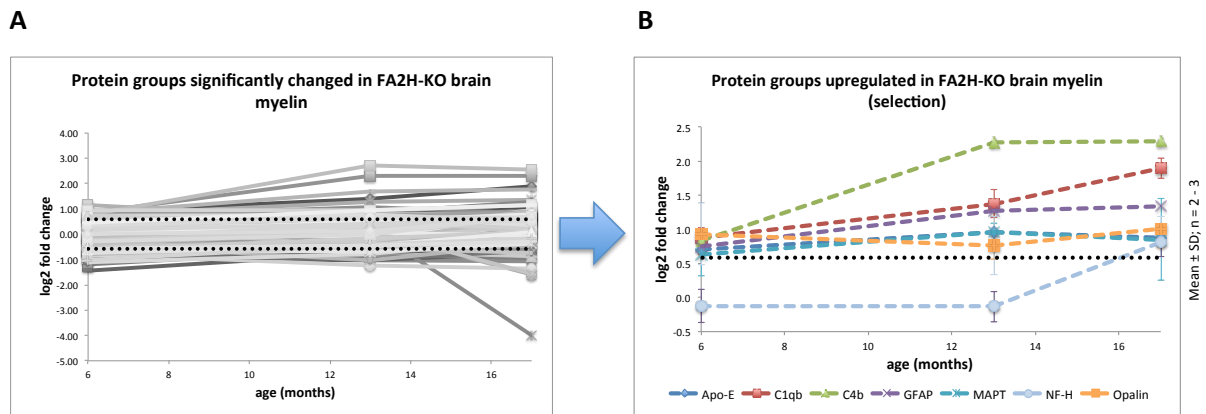 A
B
Protein groups significantly changed in FA2H-KO brain
myelin
4.00
3.00
2.00
1.00
0.00
-1.00
-2.00
-3.00
-4.00
-5.00
log2 fold change
6
8
10
12
14
16
age (months)
Protein groups upregulated in FA2H-KO brain myelin
(selection)
2.5
2.0
1.5
1.0
0.5
0.0
-0.5
log2 fold change
6
8
10
12
14
16
age (months)
Apo-E C1qb C4b GFAP MAPT NF-H Opalin
Mean ± SD; n = 2 - 3